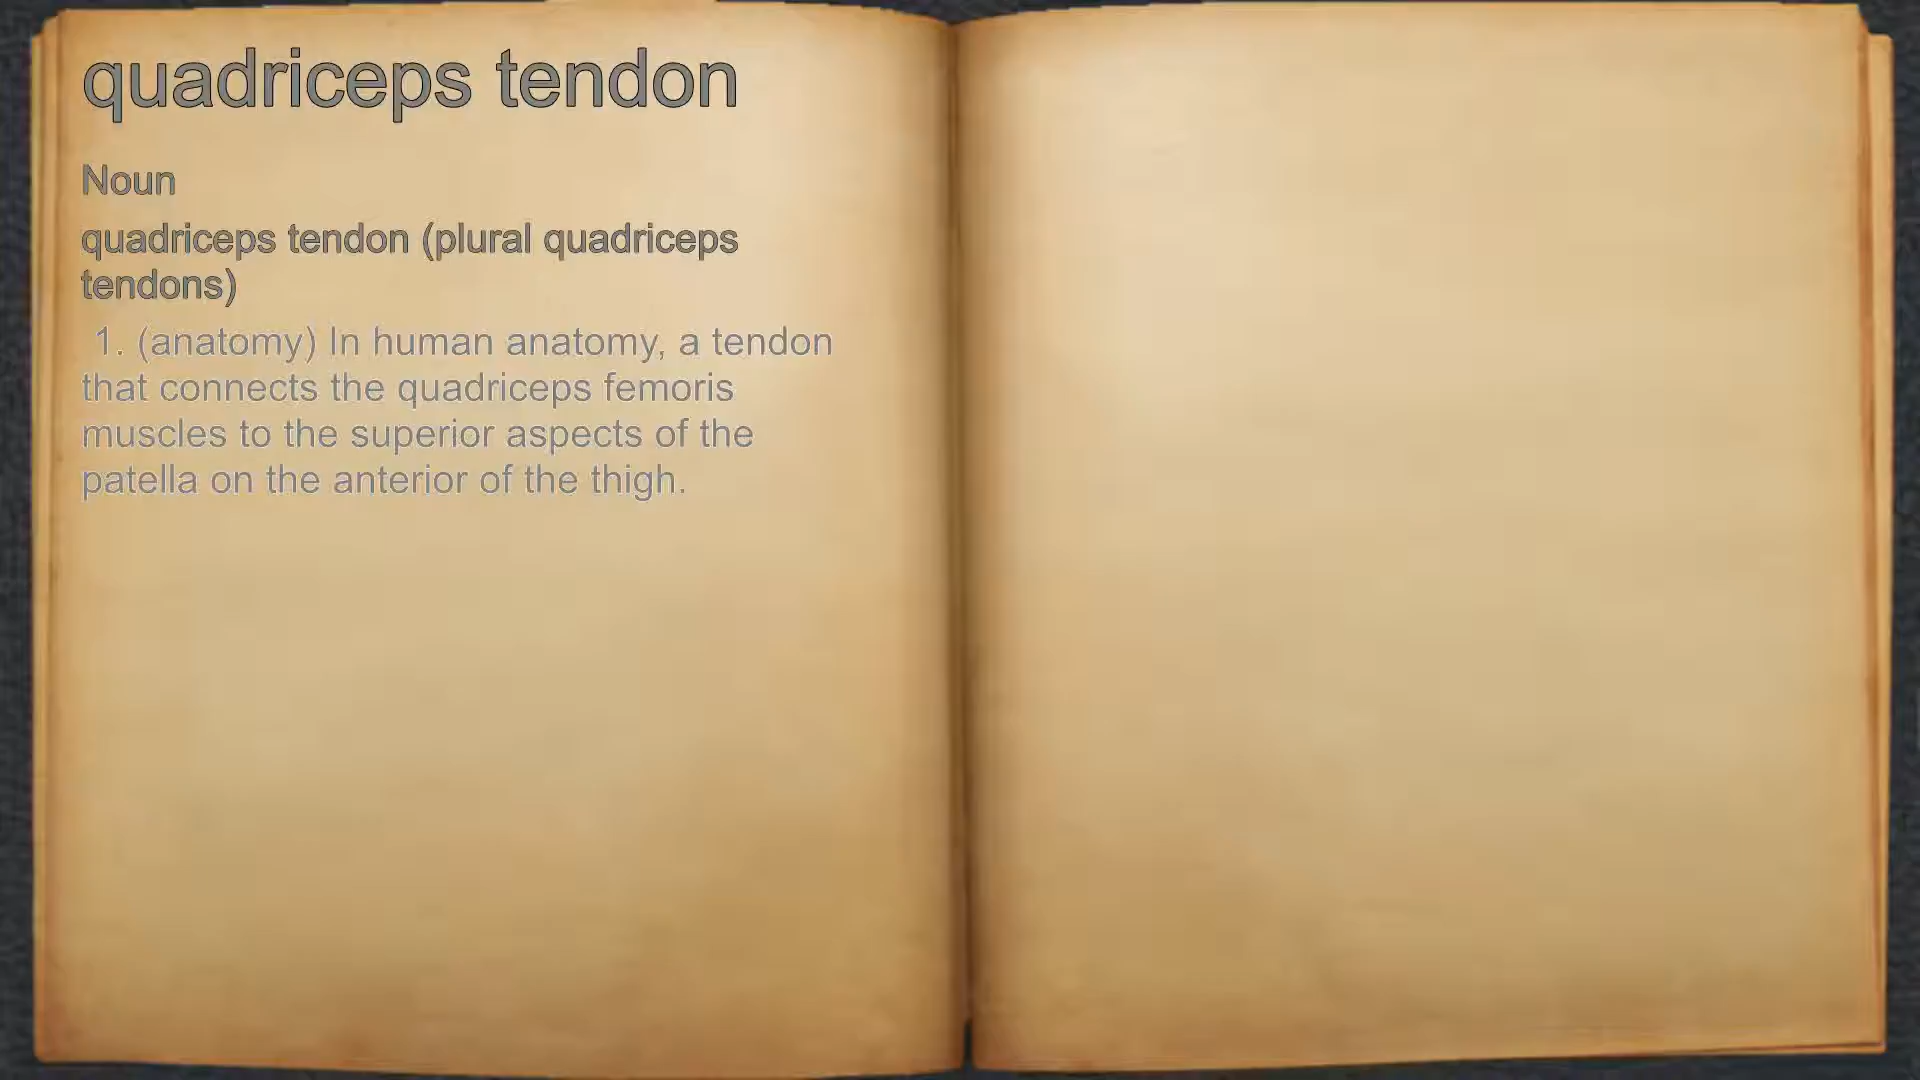 quadriceps tendon
Noun
quadriceps tendon (plural quadriceps
tendons)
1. (anatomy) In human anatomy, a tendon
that connects the quadriceps femoris
muscles to the superior aspects of the
patella on the anterior of the thigh.